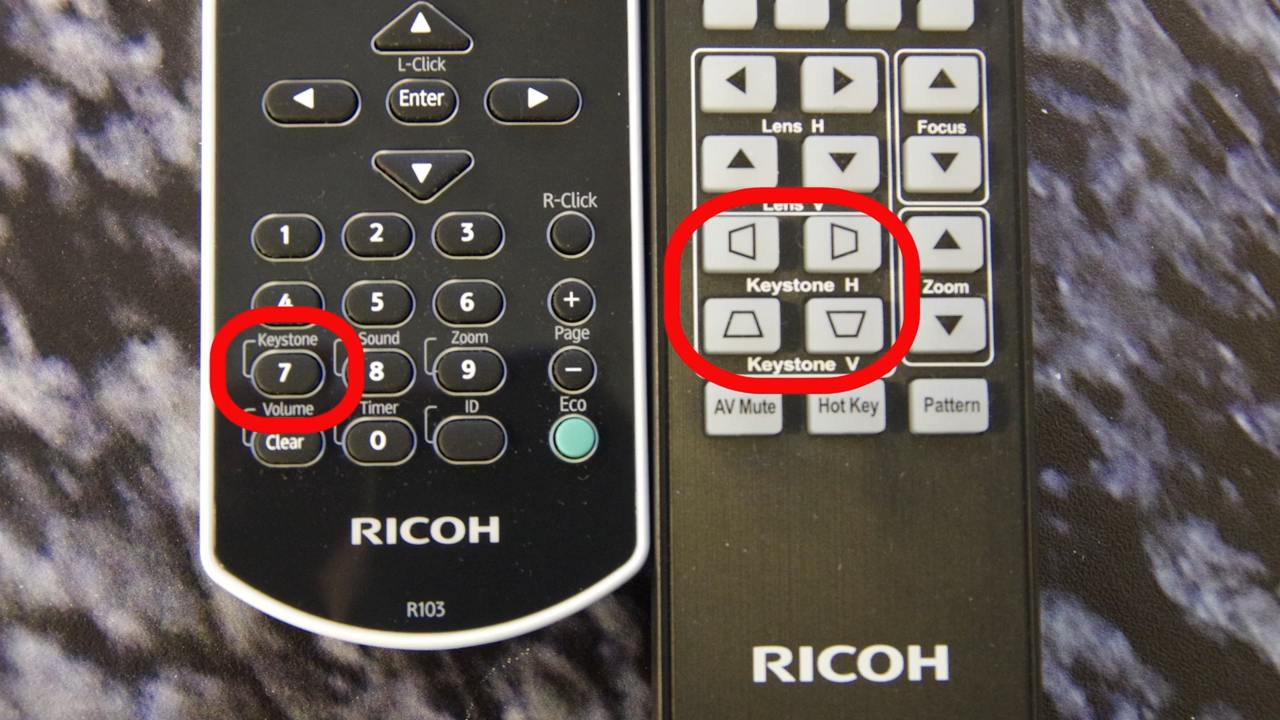 L-Click
Enter
R-Click
1 2 3
4 5 6
+
Page
Keystone Sound Zoom
7 8 9
−
Volume Timer ID
Eco
Clear 0
RICOH
R103
Lens H
Focus
Lens V
Keystone H
Zoom
Keystone V
AV Mute Hot Key Pattern
RICOH